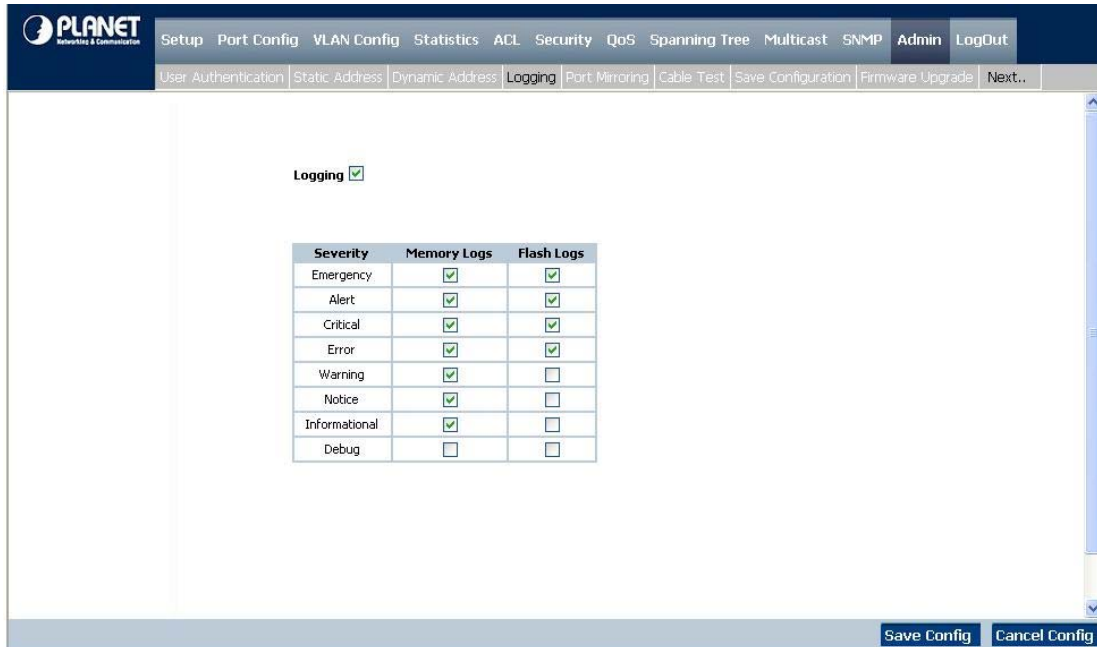 PLANET
Networking & Communication
Setup Port Config VLAN Config Statistics ACL Security QoS Spanning Tree Multicast SNMP Admin LogOut
User Authentication Static Address Dynamic Address Logging Port Mirroring Cable Test Save Configuration Firmware Upgrade Next..
Logging
Severity Memory Logs Flash Logs
Emergency
Alert
Critical
Error
Warning
Notice
Informational
Debug
Save Config Cancel Config